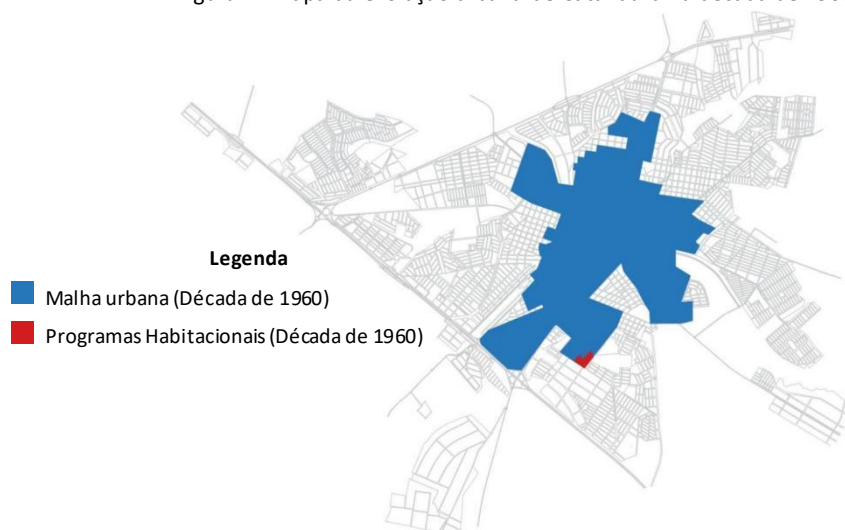 Legenda
Malha urbana (Década de 1960)
Programas Habitacionais (Década de 1960)